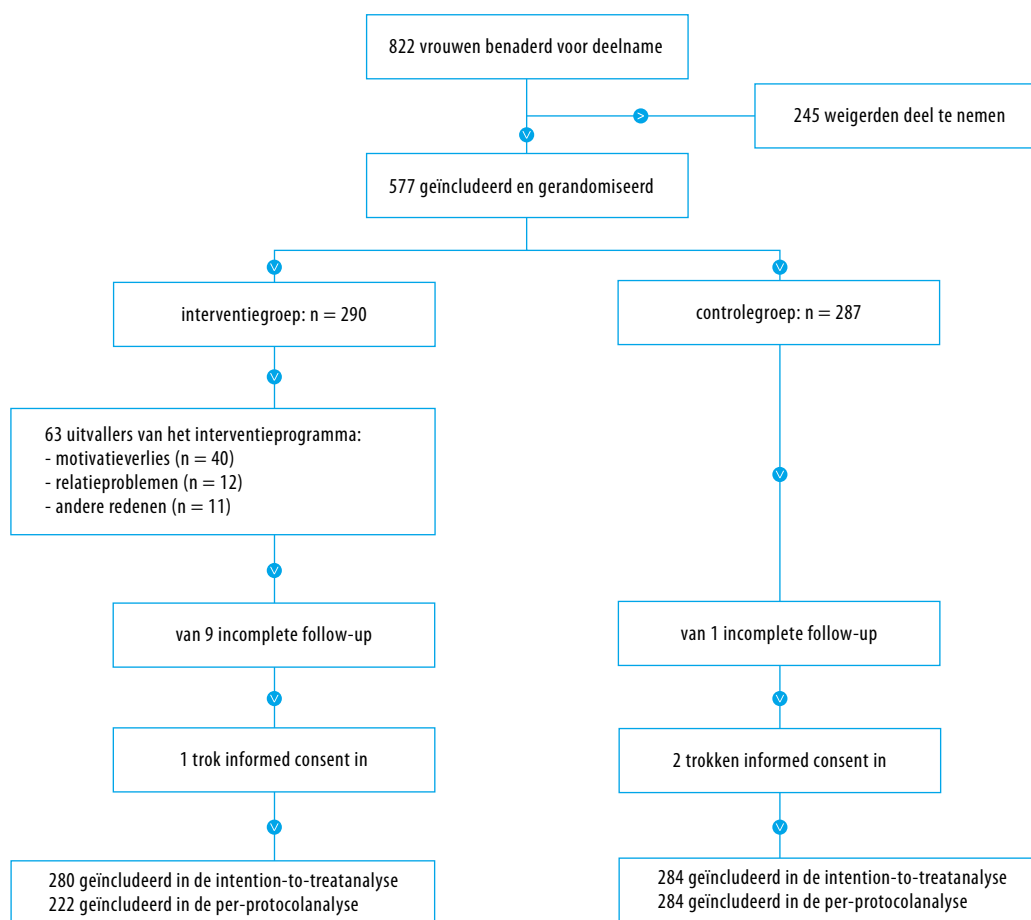 822 vrouwen benaderd voor deelname
245 weigerden deel te nemen
577 geïncludeerd en gerandomiseerd
interventiegroep: n = 290
controlegroep: n = 287
63 uitvallers van het interventieprogramma:
- motivatieverlies (n = 40)
- relatieproblemen (n = 12)
- andere redenen (n = 11)
van 9 incomplete follow-up
van 1 incomplete follow-up
1 trok informed consent in
2 trokken informed consent in
280 geïncludeerd in de intention-to-treatanalyse
222 geïncludeerd in de per-protocolanalyse
284 geïncludeerd in de intention-to-treatanalyse
284 geïncludeerd in de per-protocolanalyse